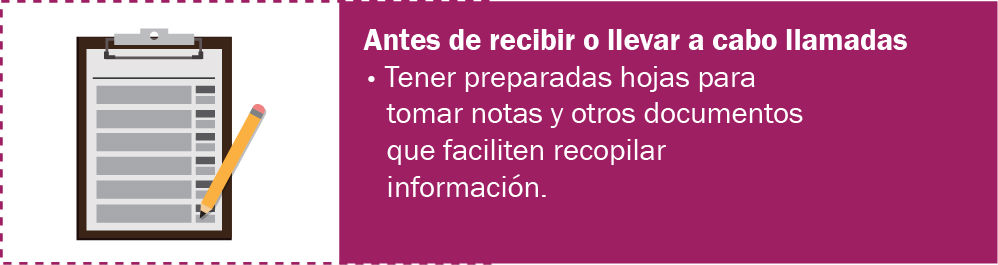 Antes de recibir o llevar a cabo llamadas
• Tener preparadas hojas para
tomar notas y otros documentos
que faciliten recopilar
información.